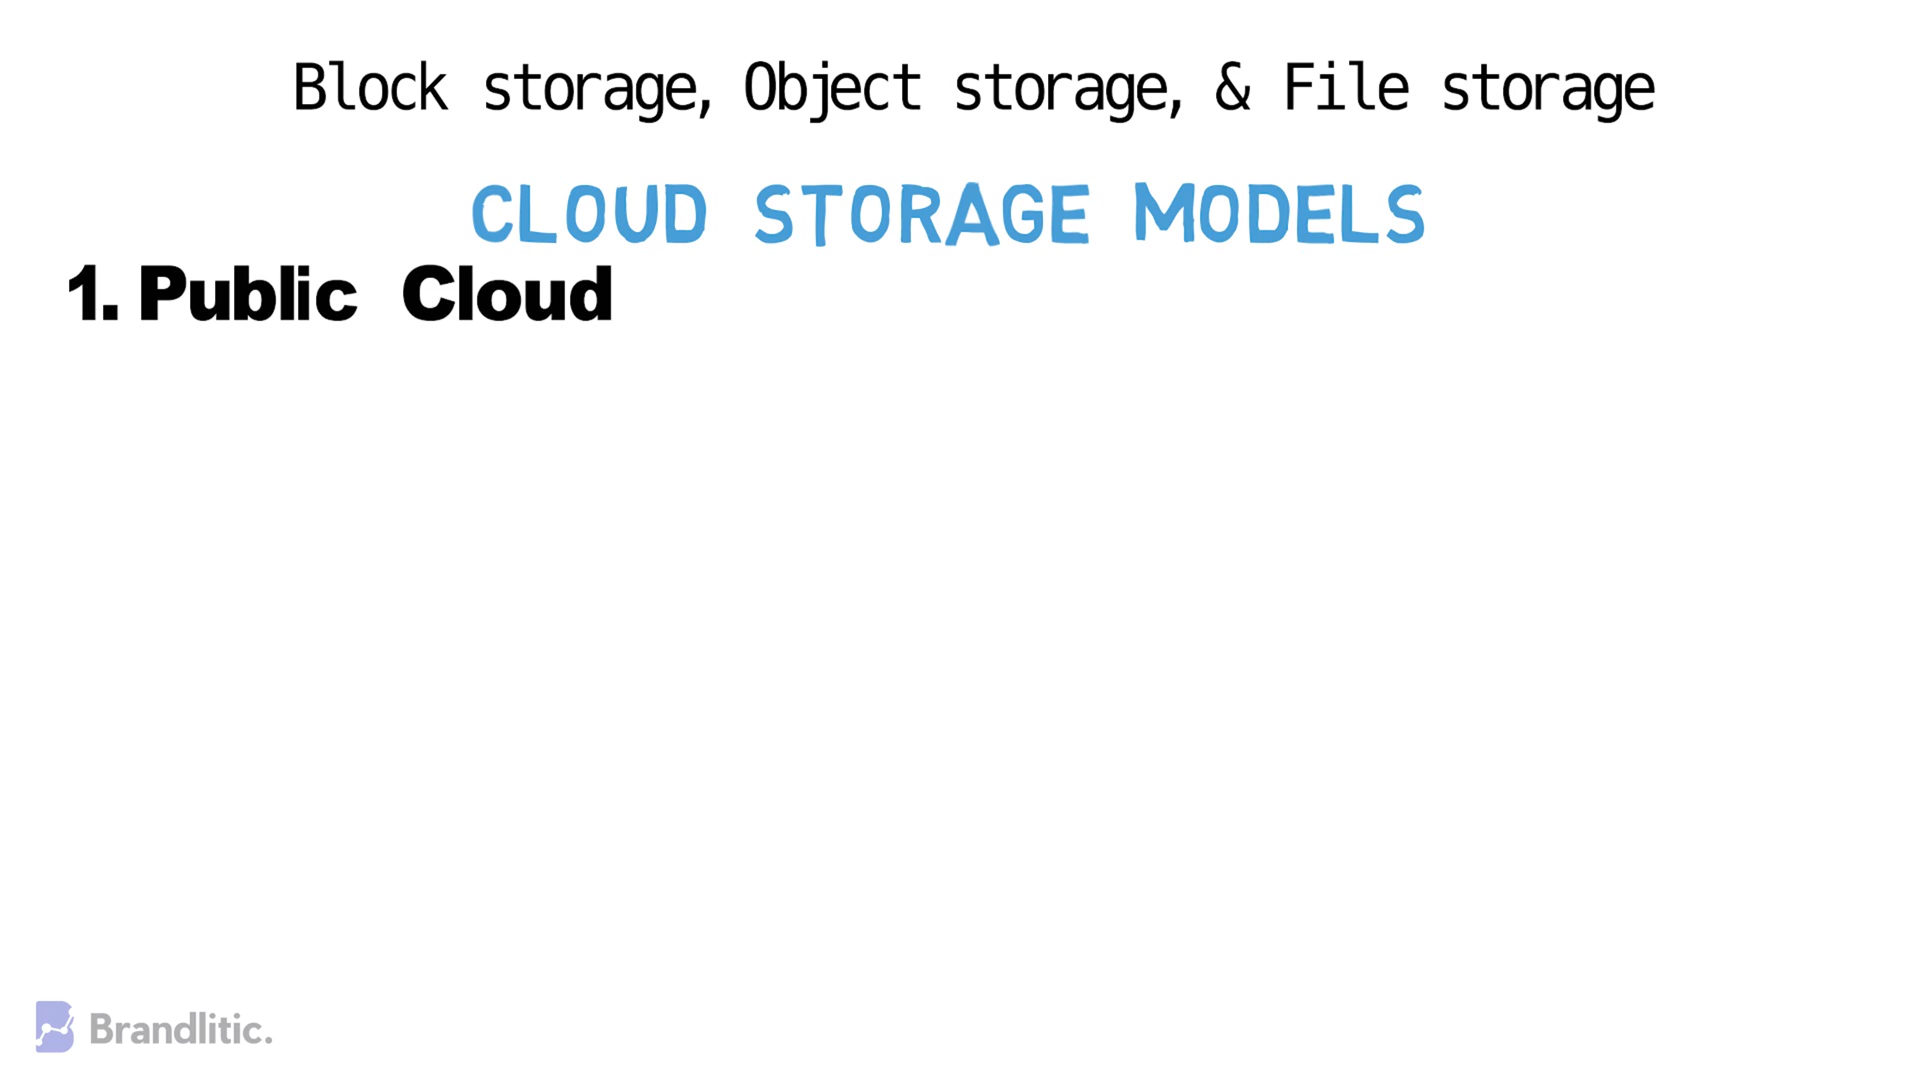 Block storage, Object storage, & File storage
CLOUD STORAGE MODELS
1. Public Cloud
Brandlitic.